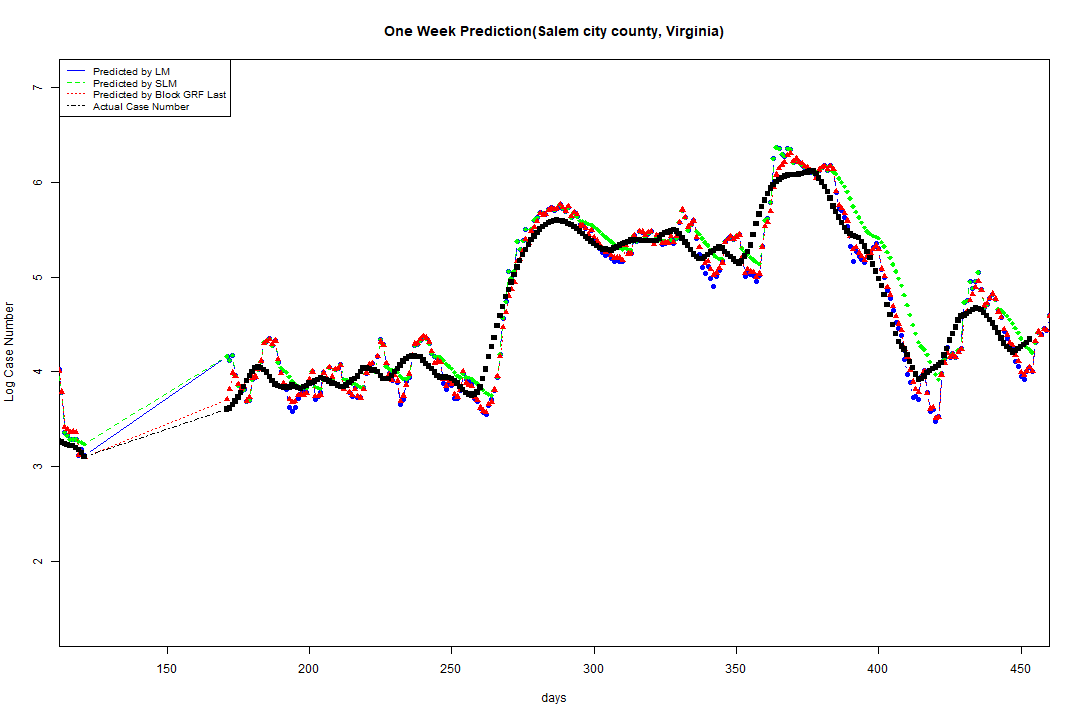 One Week Prediction(Salem city county, Virginia)
Predicted by LM
Predicted by SLM
Predicted by Block GRF Last
Actual Case Number
7
6
5
4
3
2
Log Case Number
150 200 250 300 350 400 450
days